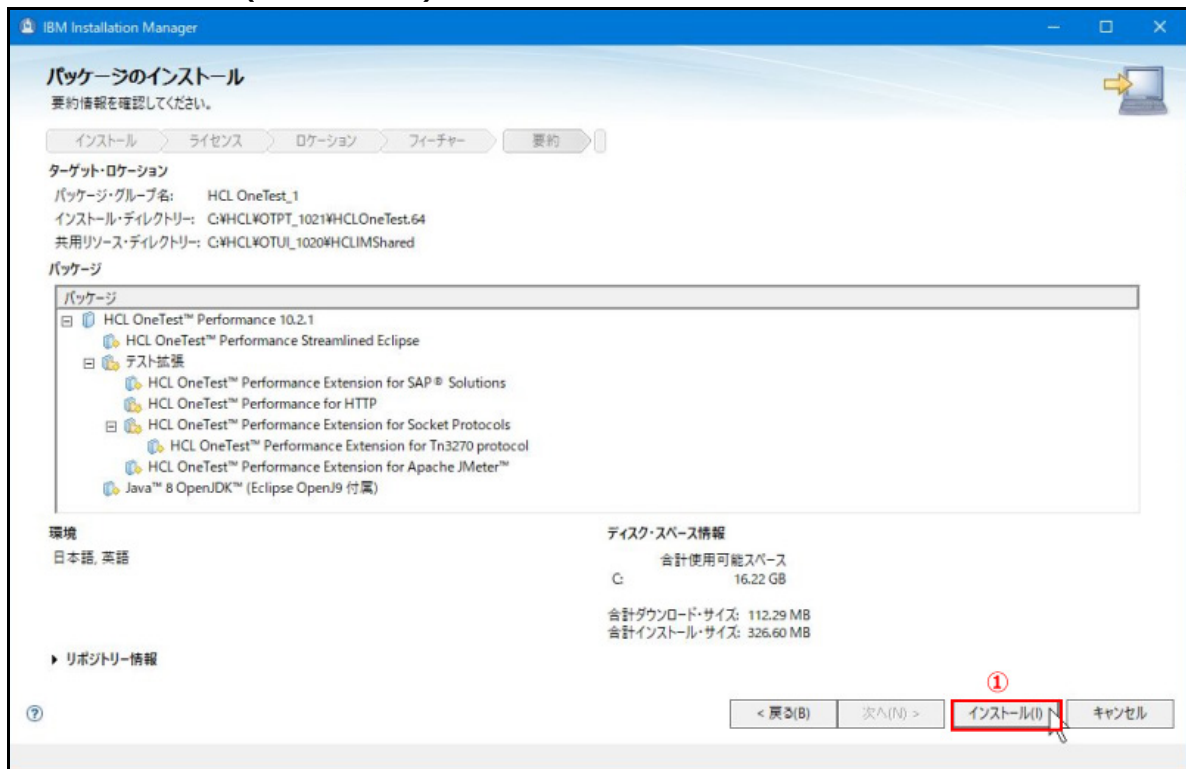 IBM Installation Manager
パッケージのインストール
要約情報を確認してください。
インストール ライセンス ロケーション フィーチャー 要約
ターゲット・ロケーション
パッケージ・グループ名: HCL OneTest_1
インストール・ディレクトリー: C:¥HCL¥OTPT_1021¥HCLOneTest.64
共用リソース・ディレクトリー: C:¥HCL¥OTUI_1020¥HCLIMShared
パッケージ
パッケージ
HCL OneTest™ Performance 10.2.1
HCL OneTest™ Performance Streamlined Eclipse
テスト拡張
HCL OneTest™ Performance Extension for SAP® Solutions
HCL OneTest™ Performance for HTTP
HCL OneTest™ Performance Extension for Socket Protocols
HCL OneTest™ Performance Extension for Tn3270 protocol
HCL OneTest™ Performance Extension for Apache JMeter™
Java™ 8 OpenJDK™ (Eclipse OpenJ9 付属)
環境 ディスク・スペース情報
日本語, 英語 合計使用可能スペース
C: 16.22 GB
合計ダウンロード・サイズ: 112.29 MB
合計インストール・サイズ: 326.60 MB
リポジトリー情報
①
< 戻る(B) 次へ(N) > インストール(I) キャンセル